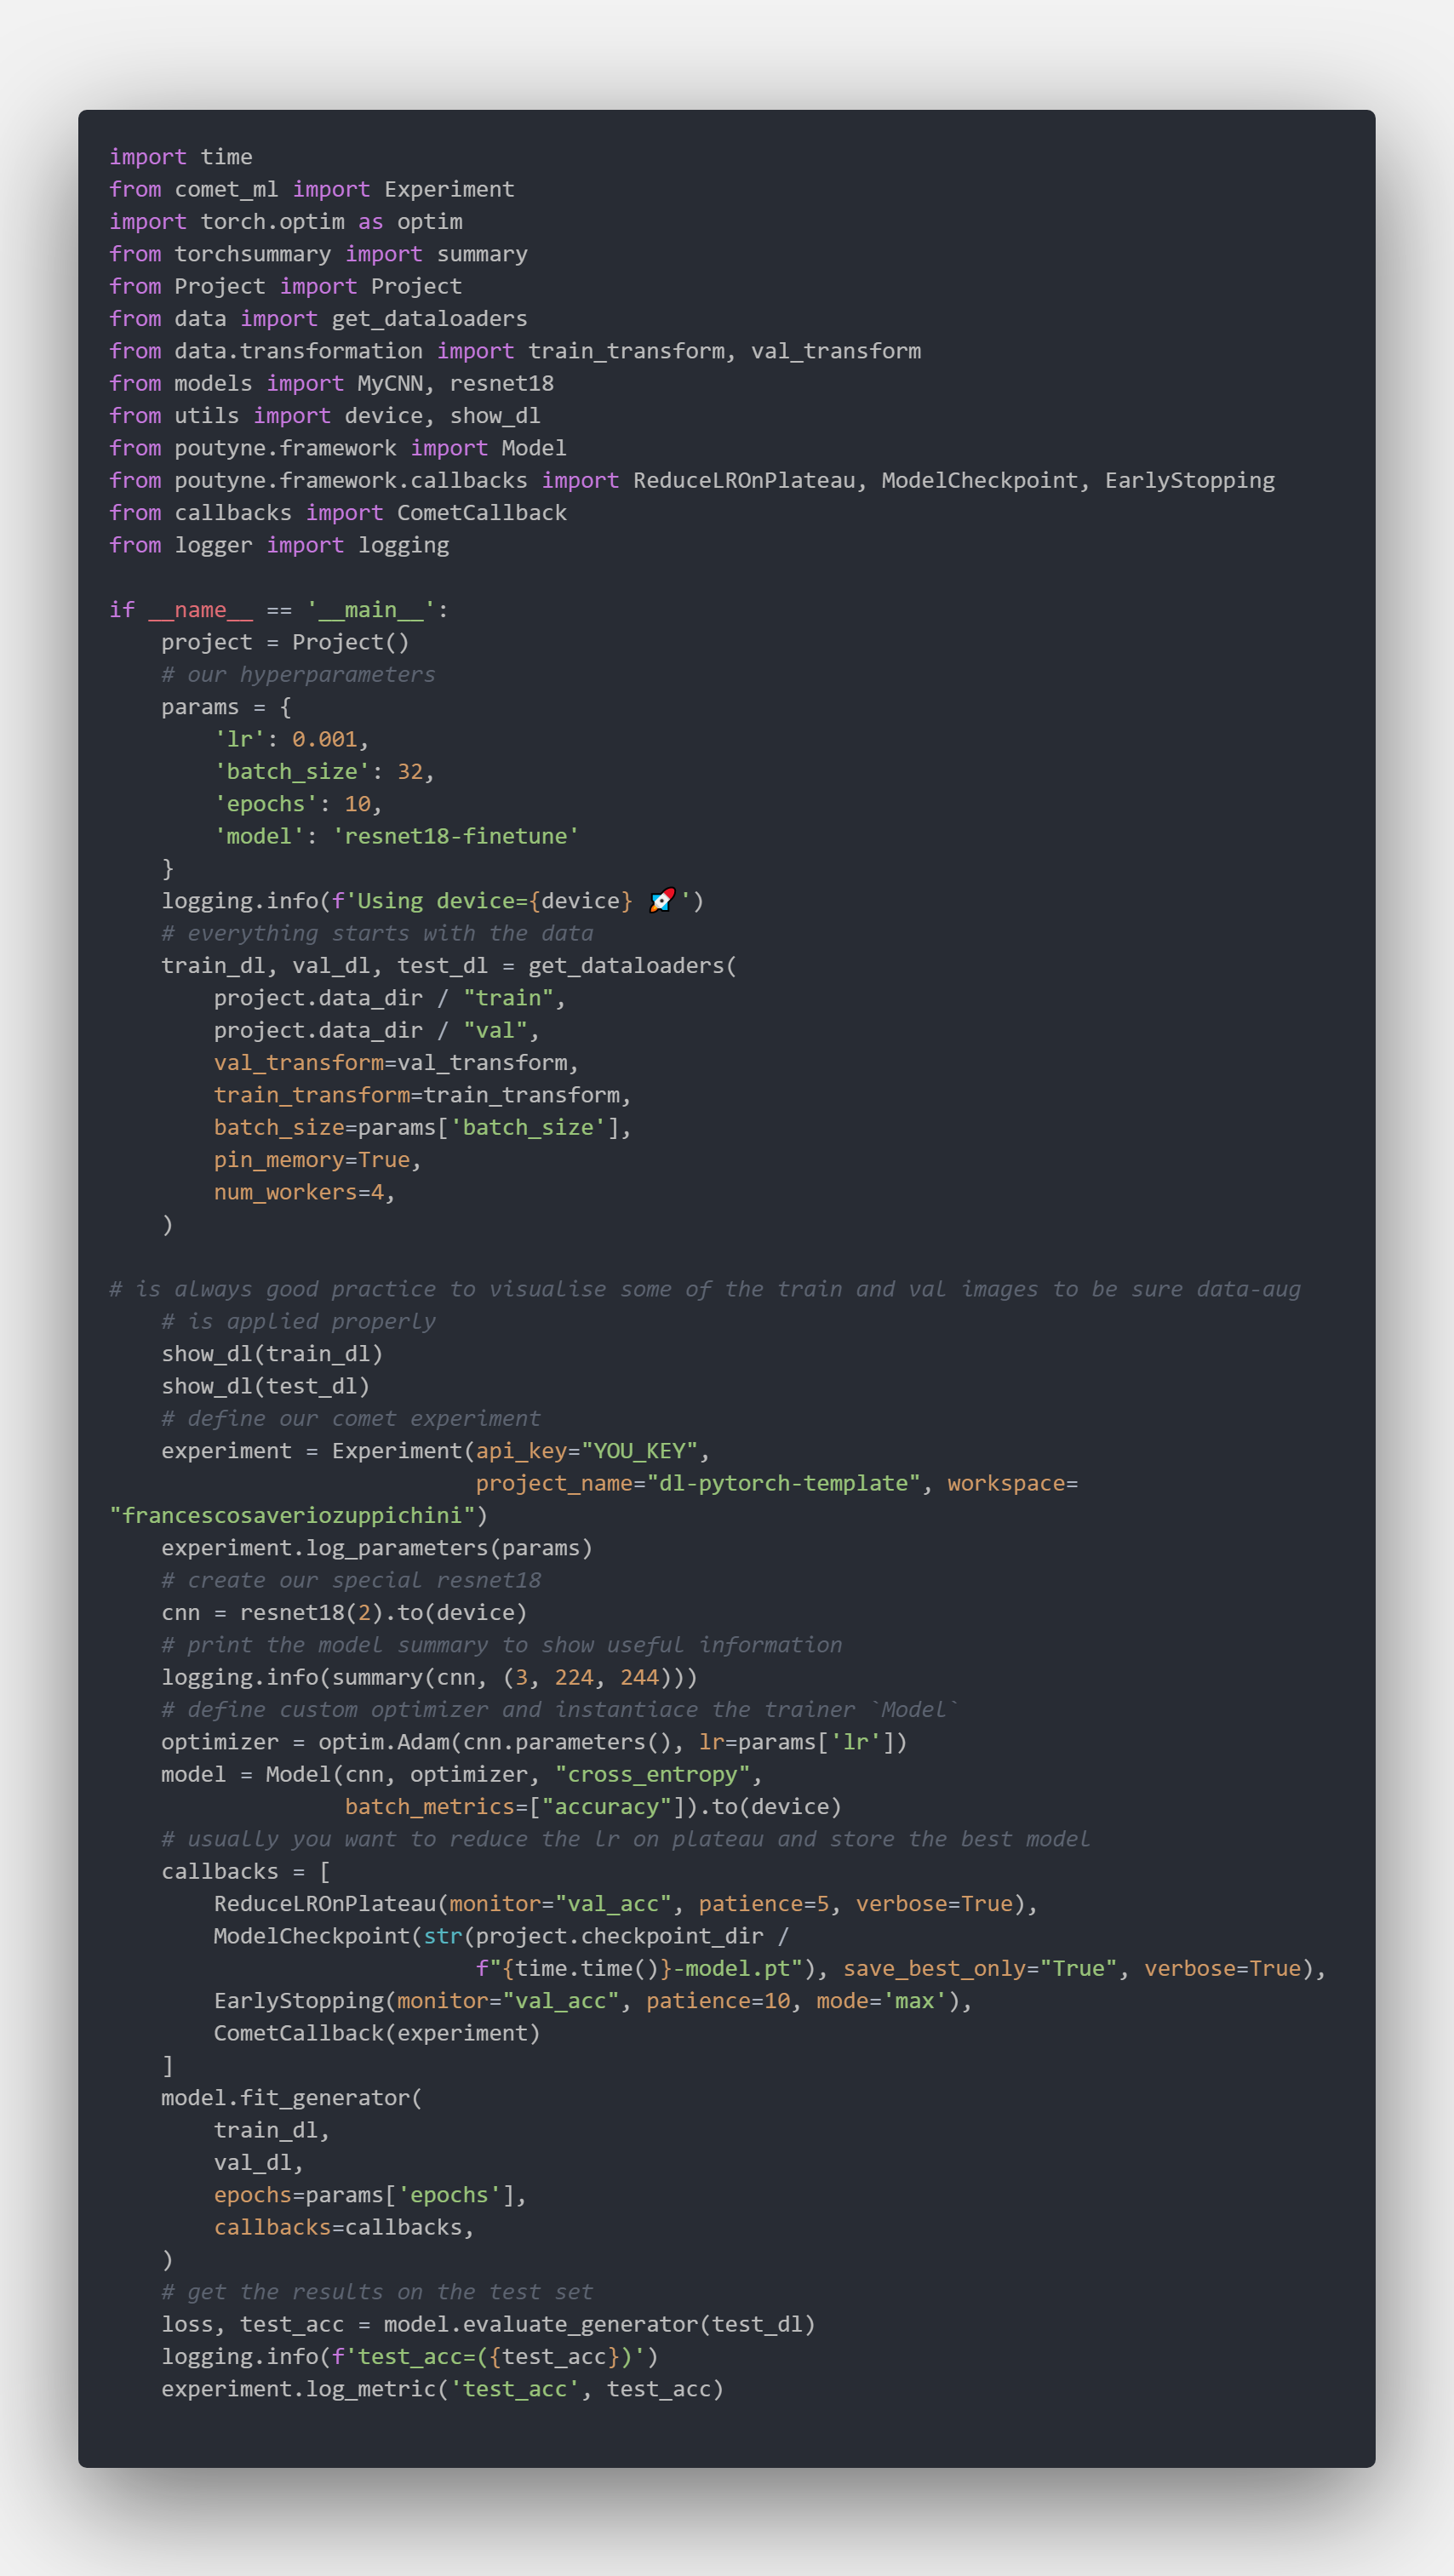 import time
from comet_ml import Experiment
import torch.optim as optim
from torchsummary import summary
from Project import Project
from data import get_dataloaders
from data.transformation import train_transform, val_transform
from models import MyCNN, resnet18
from utils import device, show_dl
from poutyne.framework import Model
from poutyne.framework.callbacks import ReduceLROnPlateau, ModelCheckpoint, EarlyStopping
from callbacks import CometCallback
from logger import logging

if __name__ == '__main__':
    project = Project()
    # our hyperparameters
    params = {
        'lr': 0.001,
        'batch_size': 32,
        'epochs': 10,
        'model': 'resnet18-finetune'
    }
    logging.info(f'Using device={device} 🚀')
    # everything starts with the data
    train_dl, val_dl, test_dl = get_dataloaders(
        project.data_dir / "train",
        project.data_dir / "val",
        val_transform=val_transform,
        train_transform=train_transform,
        batch_size=params['batch_size'],
        pin_memory=True,
        num_workers=4,
    )

# is always good practice to visualise some of the train and val images to be sure data-aug
    # is applied properly
    show_dl(train_dl)
    show_dl(test_dl)
    # define our comet experiment
    experiment = Experiment(api_key="YOU_KEY",
                            project_name="dl-pytorch-template", workspace=
"francescosaveriozuppichini")
    experiment.log_parameters(params)
    # create our special resnet18
    cnn = resnet18(2).to(device)
    # print the model summary to show useful information
    logging.info(summary(cnn, (3, 224, 244)))
    # define custom optimizer and instantiace the trainer `Model`
    optimizer = optim.Adam(cnn.parameters(), lr=params['lr'])
    model = Model(cnn, optimizer, "cross_entropy",
                  batch_metrics=["accuracy"]).to(device)
    # usually you want to reduce the lr on plateau and store the best model
    callbacks = [
        ReduceLROnPlateau(monitor="val_acc", patience=5, verbose=True),
        ModelCheckpoint(str(project.checkpoint_dir /
                            f"{time.time()}-model.pt"), save_best_only="True", verbose=True),
        EarlyStopping(monitor="val_acc", patience=10, mode='max'),
        CometCallback(experiment)
    ]
    model.fit_generator(
        train_dl,
        val_dl,
        epochs=params['epochs'],
        callbacks=callbacks,
    )
    # get the results on the test set
    loss, test_acc = model.evaluate_generator(test_dl)
    logging.info(f'test_acc=({test_acc})')
    experiment.log_metric('test_acc', test_acc)